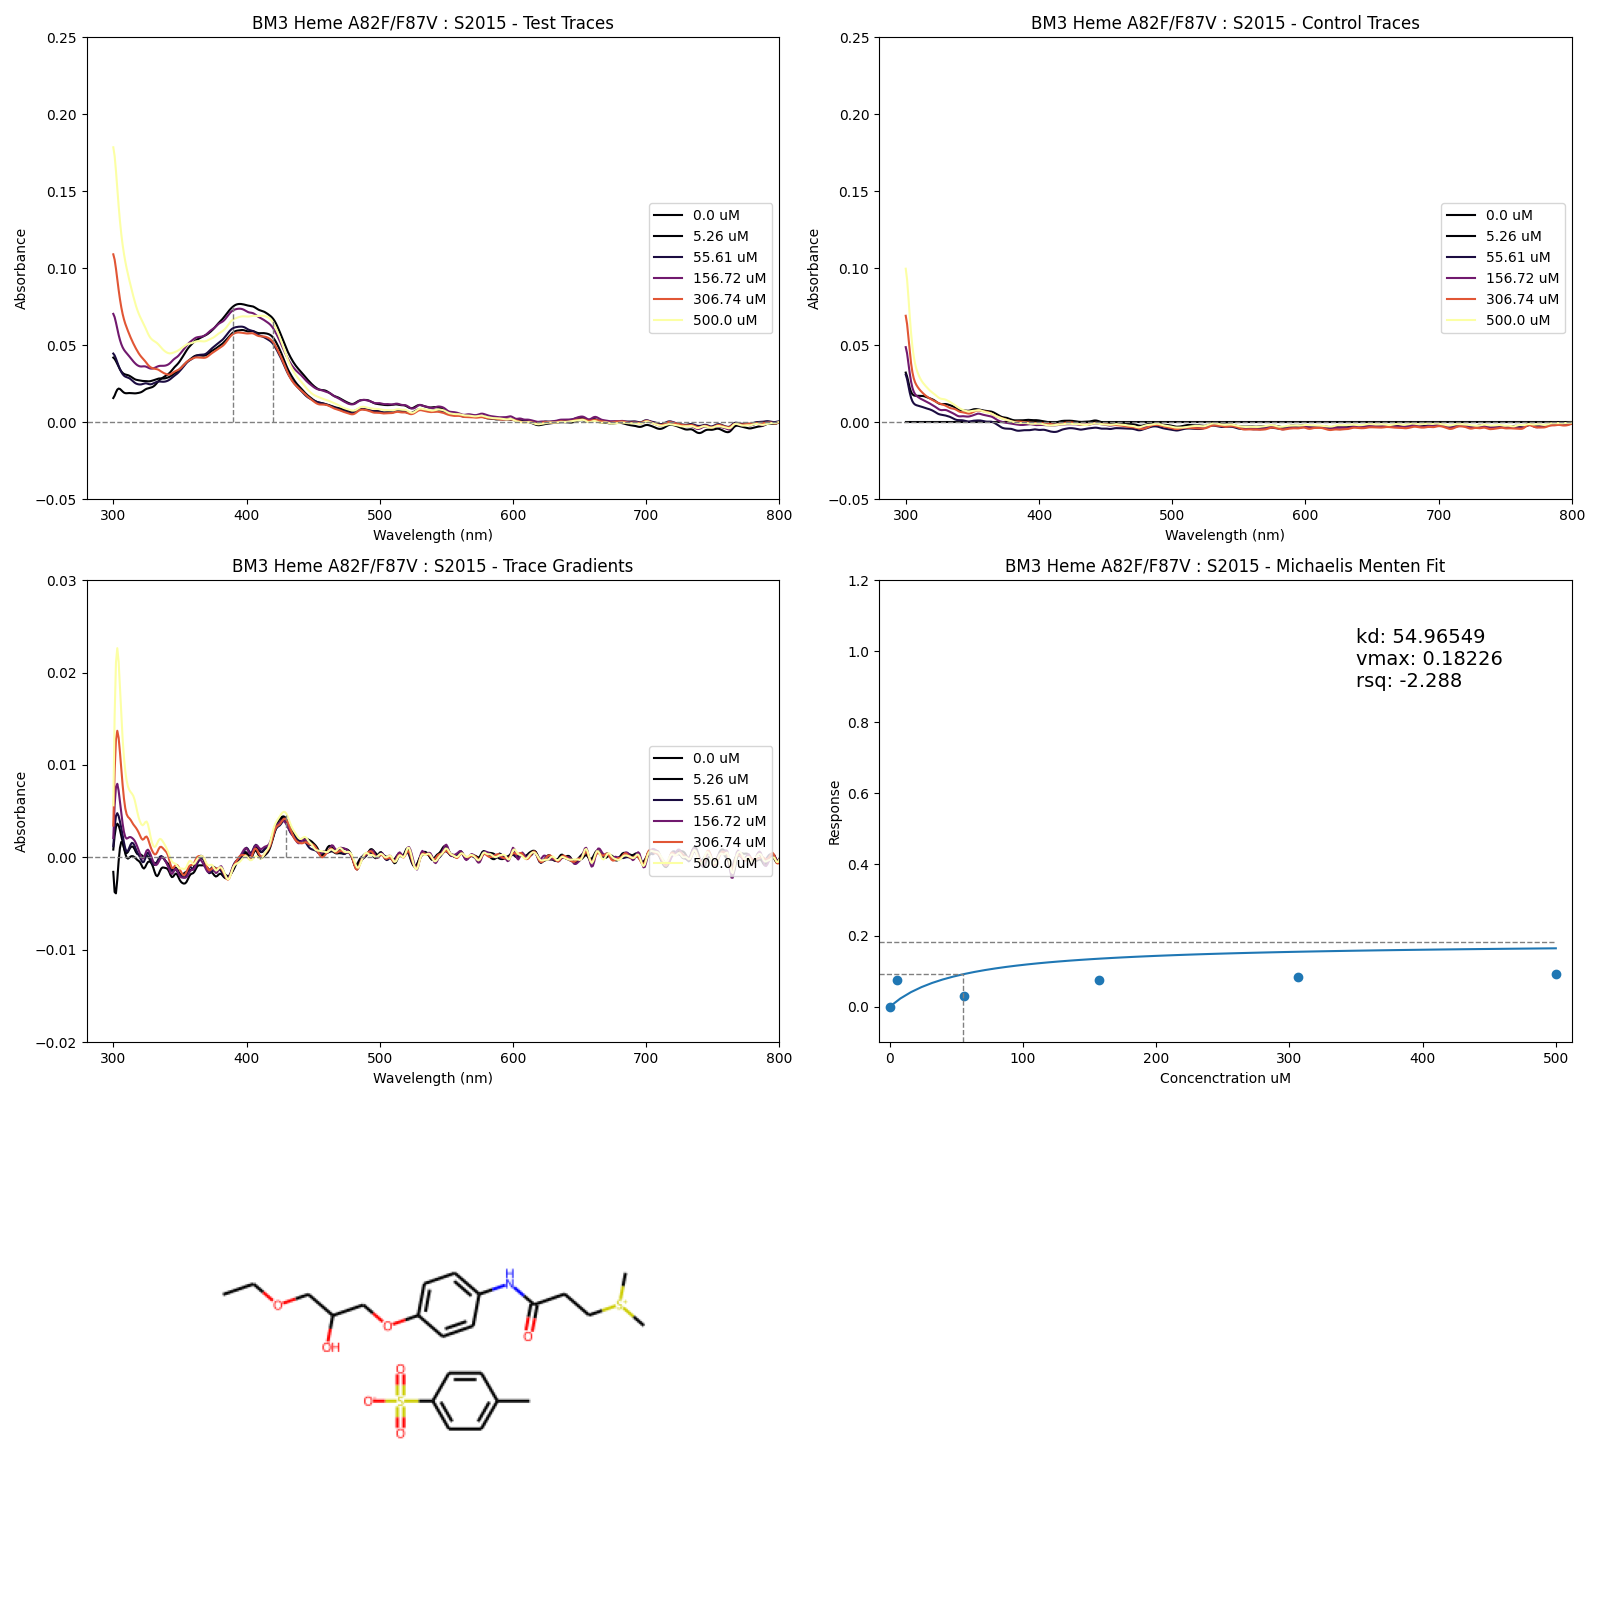 BM3 Heme A82F/F87V : S2015 - Test Traces
0.25
0.20
0.15
0.10
0.05
0.00
−0.05
Absorbance
300 400 500 600 700 800
Wavelength (nm)
0.0 uM
5.26 uM
55.61 uM
156.72 uM
306.74 uM
500.0 uM
BM3 Heme A82F/F87V : S2015 - Control Traces
0.25
0.20
0.15
0.10
0.05
0.00
−0.05
Absorbance
300 400 500 600 700 800
Wavelength (nm)
0.0 uM
5.26 uM
55.61 uM
156.72 uM
306.74 uM
500.0 uM
BM3 Heme A82F/F87V : S2015 - Trace Gradients
0.03
0.02
0.01
0.00
−0.01
−0.02
Absorbance
300 400 500 600 700 800
Wavelength (nm)
0.0 uM
5.26 uM
55.61 uM
156.72 uM
306.74 uM
500.0 uM
BM3 Heme A82F/F87V : S2015 - Michaelis Menten Fit
1.2
1.0
0.8
0.6
0.4
0.2
0.0
Response
kd: 54.96549
vmax: 0.18226
rsq: -2.288
0 100 200 300 400 500
Concenctration uM
H
N
O
S+
O
O
OH
O
O-
S
O